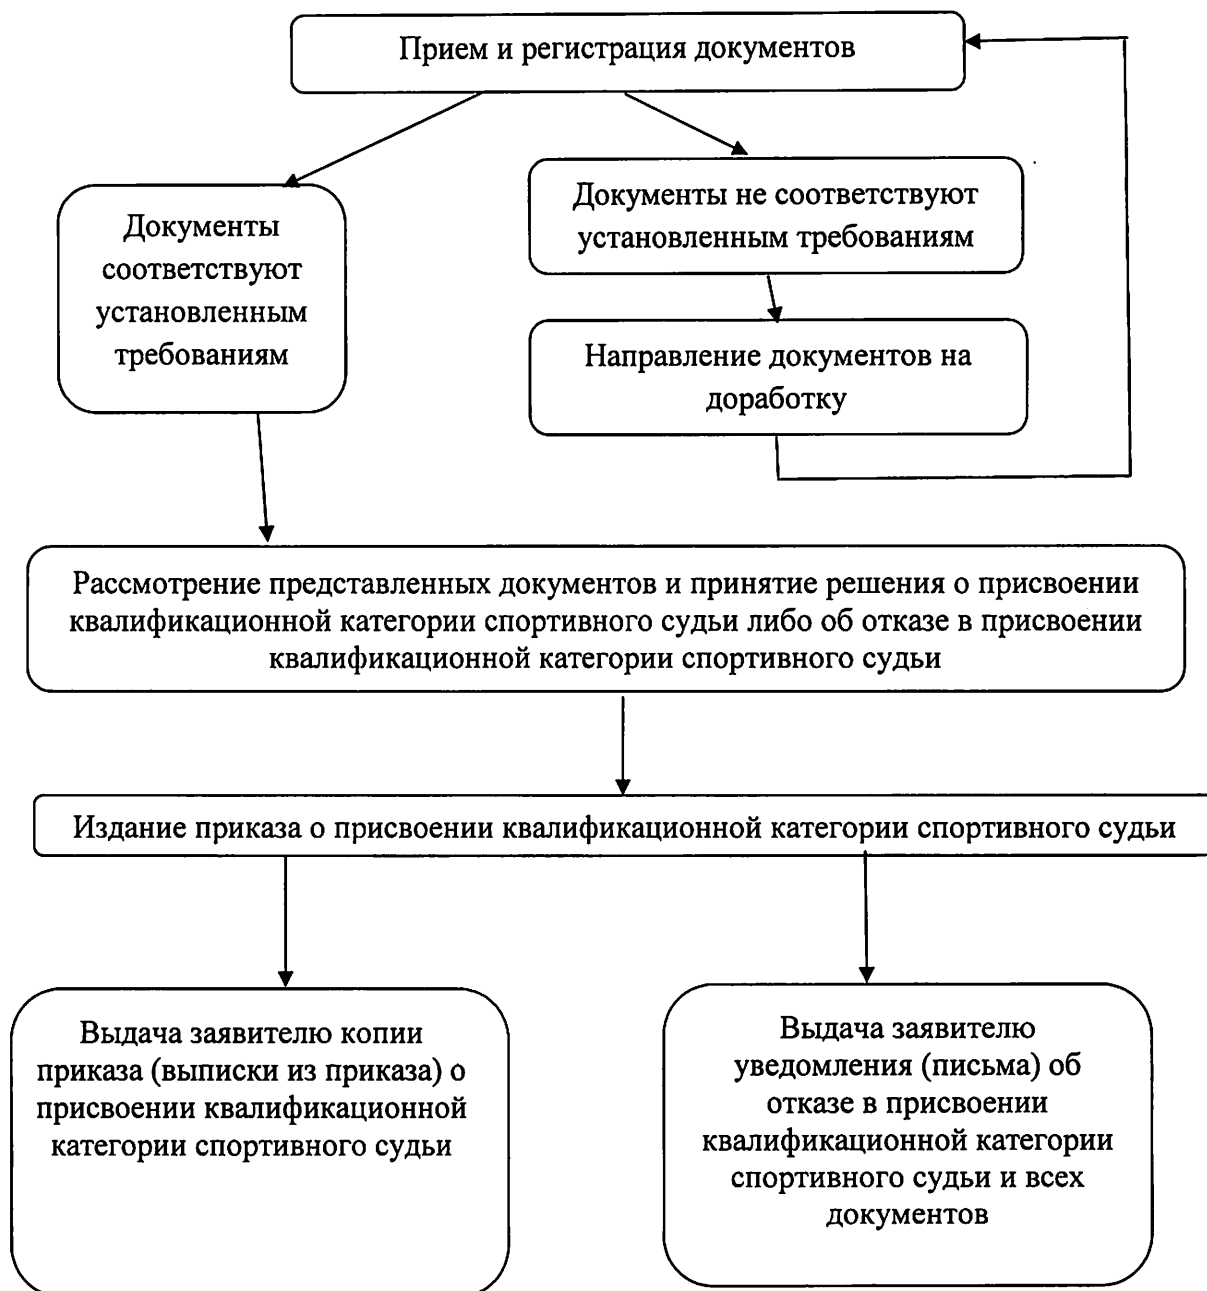 Прием и регистрация документов
Документы
соответствуют
установленным
требованиям
Документы не соответствуют
установленным требованиям
Направление документов на
доработку
Рассмотрение представленных документов и принятие решения о присвоении
квалификационной категории спортивного судьи либо об отказе в присвоении
квалификационной категории спортивного судьи
Издание приказа о присвоении квалификационной категории спортивного судьи
Выдача заявителю копии
приказа (выписки из приказа) о
присвоении квалификационной
категории спортивного судьи
Выдача заявителю
уведомления (письма) об
отказе в присвоении
квалификационной категории
спортивного судьи и всех
документов